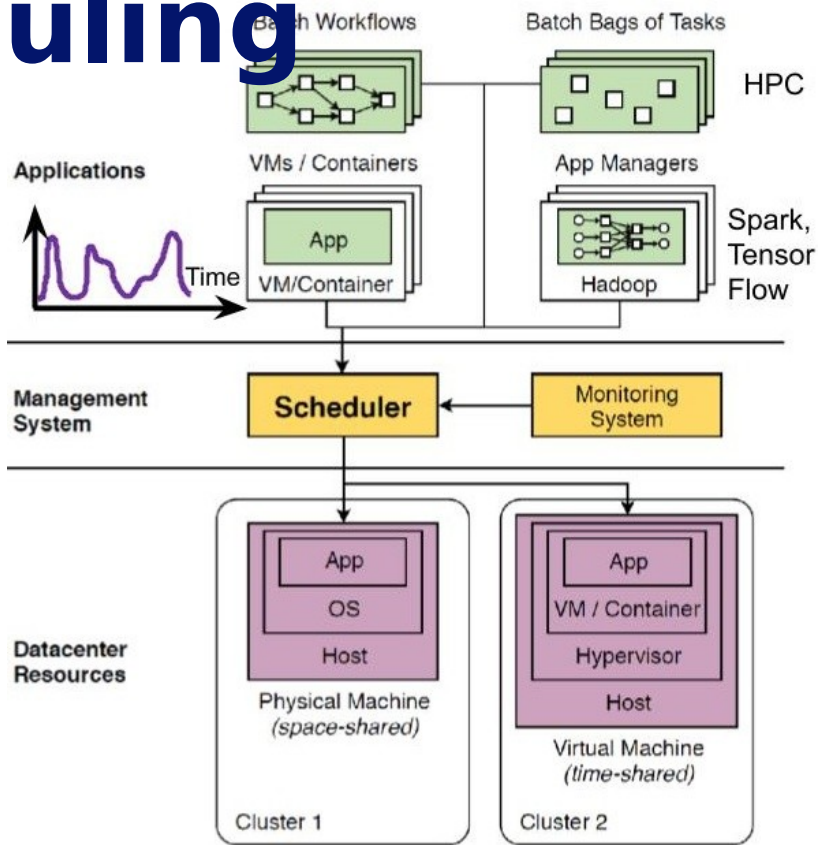 uling
Batch Workflows
Batch Bags of Tasks
HPC
VMs / Containers
App Managers
Applications
Time
App
VM/Container
Hadoop
Spark,
Tensor
Flow
Management
System
Scheduler
Monitoring
System
Datacenter
Resources
App
OS
Host
Physical Machine
(space-shared)
Cluster 1
App
VM / Container
Hypervisor
Host
Virtual Machine
(time-shared)
Cluster 2